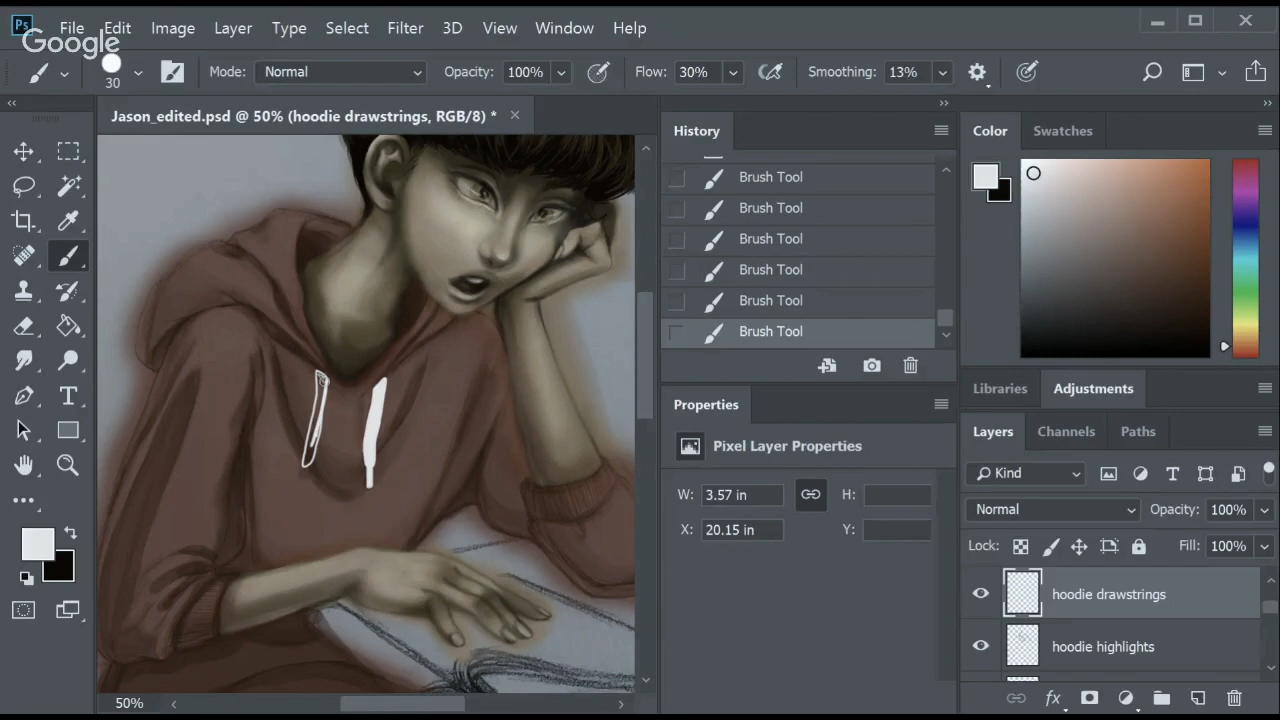 Ps File Edit Image Layer Type Select Filter 3D View Window Help
Google
30 Mode: Normal Opacity: 100% Flow: 30% Smoothing: 13%
Jason_edited.psd @ 50% (hoodie drawstrings, RGB/8) *
History
Brush Tool
Brush Tool
Brush Tool
Brush Tool
Brush Tool
Brush Tool
Properties
Pixel Layer Properties
W: 3.57 in H:
X: 20.15 in Y:
Color Swatches
Libraries Adjustments
Layers Channels Paths
Kind
Normal Opacity: 100%
Lock: Fill: 100%
hoodie drawstrings
hoodie highlights
fx
T
50%